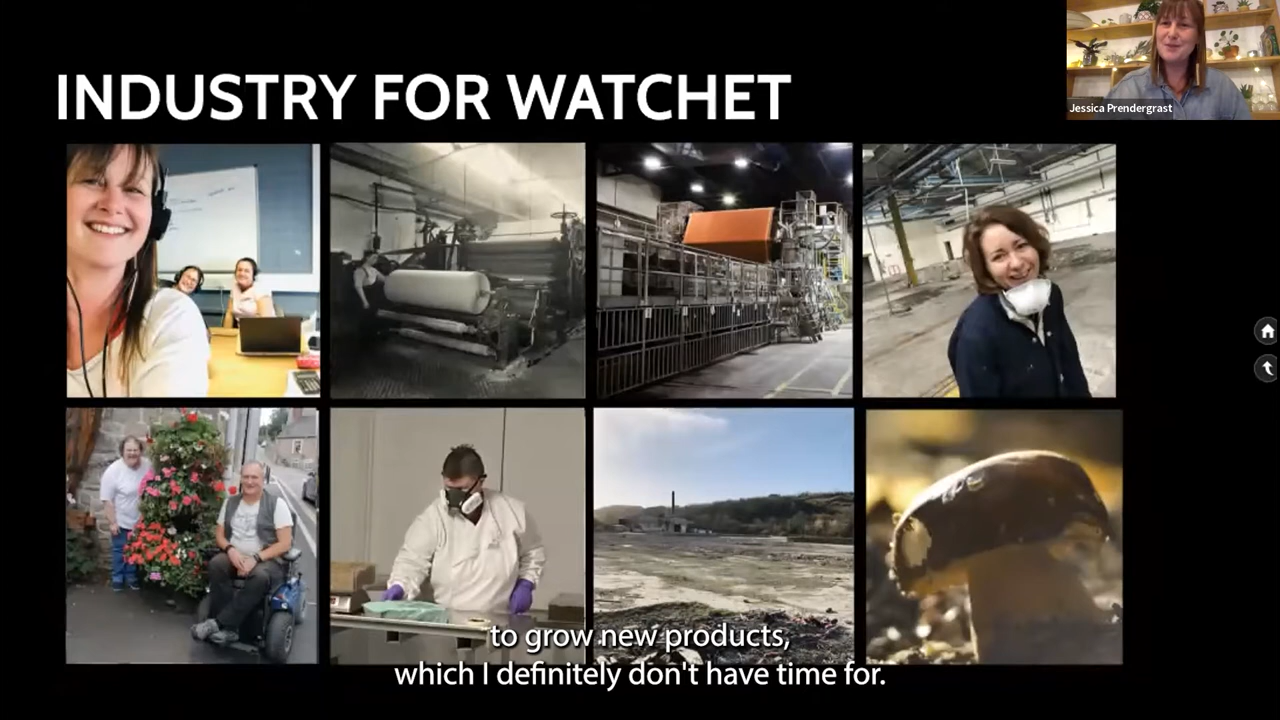 INDUSTRY FOR WATCHET
Jessica Prendergrast
to grow new products,
which I definitely don't have time for.